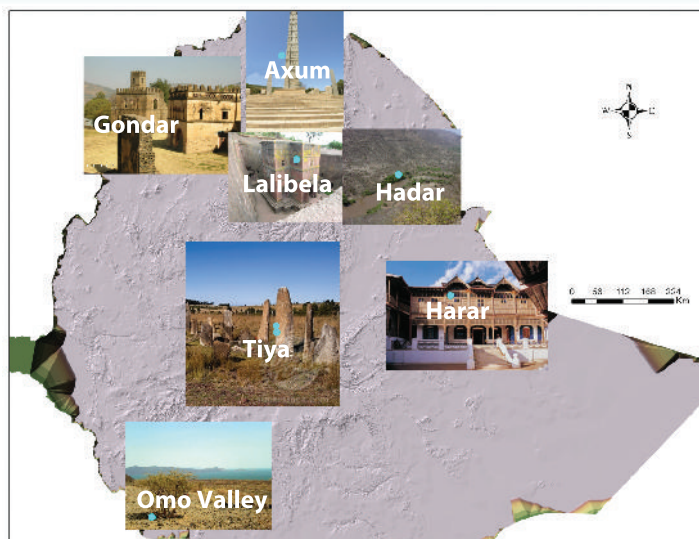 Axum
Gondar
Lalibela
Hadar
Tiya
Harar
Omo Valley
N
W
E
S
0 56 112 168 224
Km